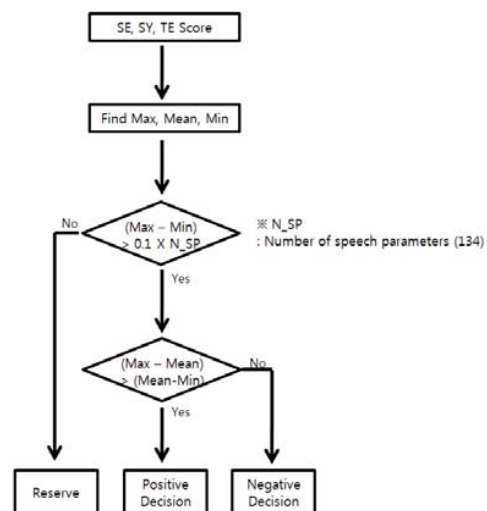 SE, SY, TE Score
Find Max, Mean, Min
No
(Max – Min)
> 0.1 X N_SP
※ N_SP
: Number of speech parameters (134)
Yes
(Max – Mean)
> (Mean-Min)
No
Yes
Reserve
Positive
Decision
Negative
Decision